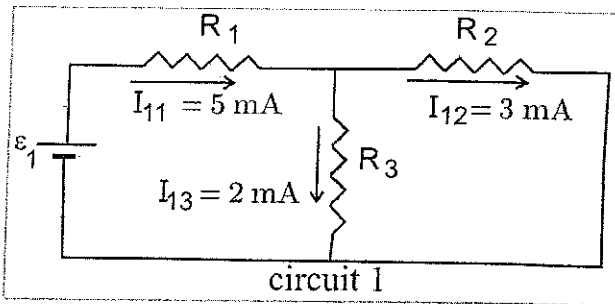 R₁
R₂
I₁₁ = 5 mA
I₁₂= 3 mA
ε₁
R₃
I₁₃ = 2 mA
circuit 1